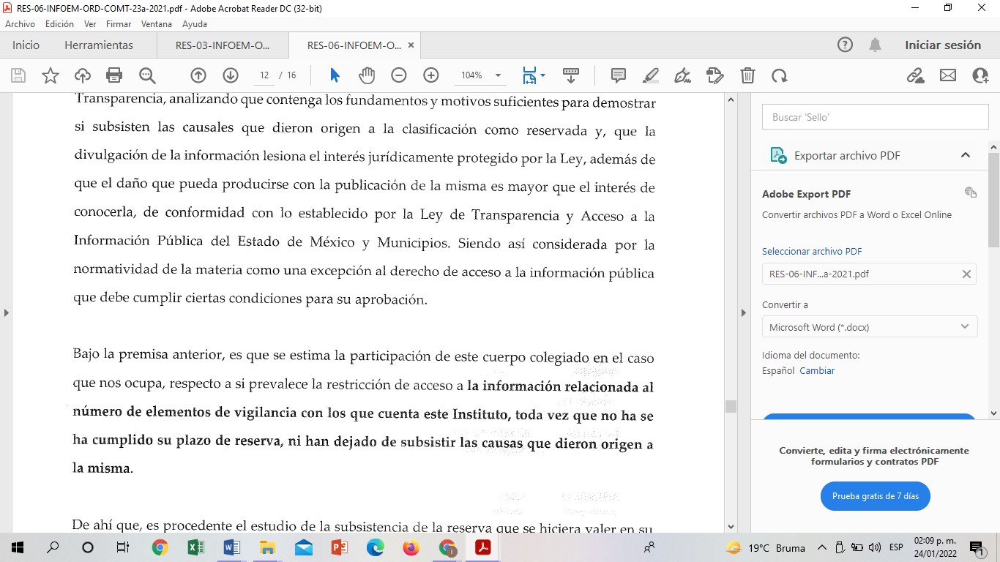 RES-06-INFOEM-ORD-COMT-23a-2021.pdf - Adobe Acrobat Reader DC (32-bit)
Archivo Edición Ver Firmar Ventana Ayuda
Inicio Herramientas RES-03-INFOEM-O... RES-06-INFOEM-O... Iniciar sesión
12 / 16 104%
Transparencia, analizando que contenga los fundamentos y motivos suficientes para demostrar
si subsisten las causales que dieron origen a la clasificación como reservada y, que la
divulgación de la información lesiona el interés jurídicamente protegido por la Ley, además de
que el daño que pueda producirse con la publicación de la misma es mayor que el interés de
conocerla, de conformidad con lo establecido por la Ley de Transparencia y Acceso a la
Información Pública del Estado de México y Municipios. Siendo así considerada por la
normatividad de la materia como una excepción al derecho de acceso a la información pública
que debe cumplir ciertas condiciones para su aprobación.
Bajo la premisa anterior, es que se estima la participación de este cuerpo colegiado en el caso
que nos ocupa, respecto a si prevalece la restricción de acceso a la información relacionada al
número de elementos de vigilancia con los que cuenta este Instituto, toda vez que no ha se
ha cumplido su plazo de reserva, ni han dejado de subsistir las causas que dieron origen a
la misma.
De ahí que, es procedente el estudio de la subsistencia de la reserva que se hiciera valer en su
Buscar 'Sello'
Exportar archivo PDF
Adobe Export PDF
Convertir archivos PDF a Word o Excel Online
Seleccionar archivo PDF
RES-06-INF...a-2021.pdf
Convertir a
Microsoft Word (*.docx)
Idioma del documento:
Español Cambiar
Convierte, edita y firma electrónicamente
formularios y contratos PDF
Prueba gratis de 7 días
19°C Bruma ESP 02:09 p. m.
24/01/2022